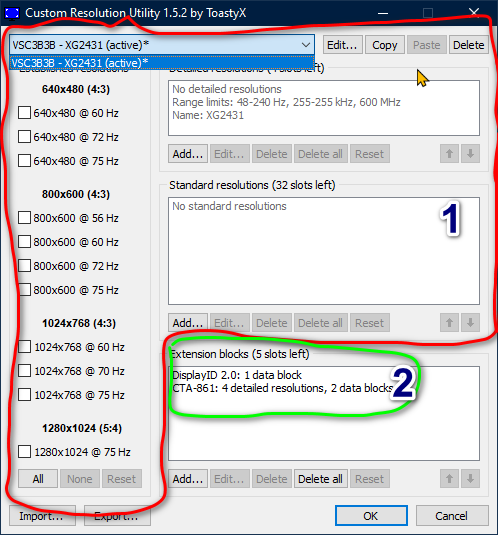 Custom Resolution Utility 1.5.2 by ToastyX
VSC3B3B - XG2431 (active)*
Edit...
Copy
Paste
Delete
VSC3B3B - XG2431 (active)*
640x480 (4:3)
640x480 @ 60 Hz
640x480 @ 72 Hz
640x480 @ 75 Hz
800x600 (4:3)
800x600 @ 56 Hz
800x600 @ 60 Hz
800x600 @ 72 Hz
800x600 @ 75 Hz
1024x768 (4:3)
1024x768 @ 60 Hz
1024x768 @ 70 Hz
1024x768 @ 75 Hz
1280x1024 (5:4)
1280x1024 @ 75 Hz
All
None
Reset
Established resolutions
Detailed resolutions (4 slots left)
No detailed resolutions
Range limits: 48-240 Hz, 255-255 kHz, 600 MHz
Name: XG2431
Add...
Edit...
Delete
Delete all
Reset
Standard resolutions (32 slots left)
No standard resolutions
1
Add...
Edit...
Delete
Delete all
Reset
Extension blocks (5 slots left)
DisplayID 2.0: 1 data block
CTA-861: 4 detailed resolutions, 2 data blocks
2
Add...
Edit...
Delete
Delete all
Reset
Import...
Export...
OK
Cancel